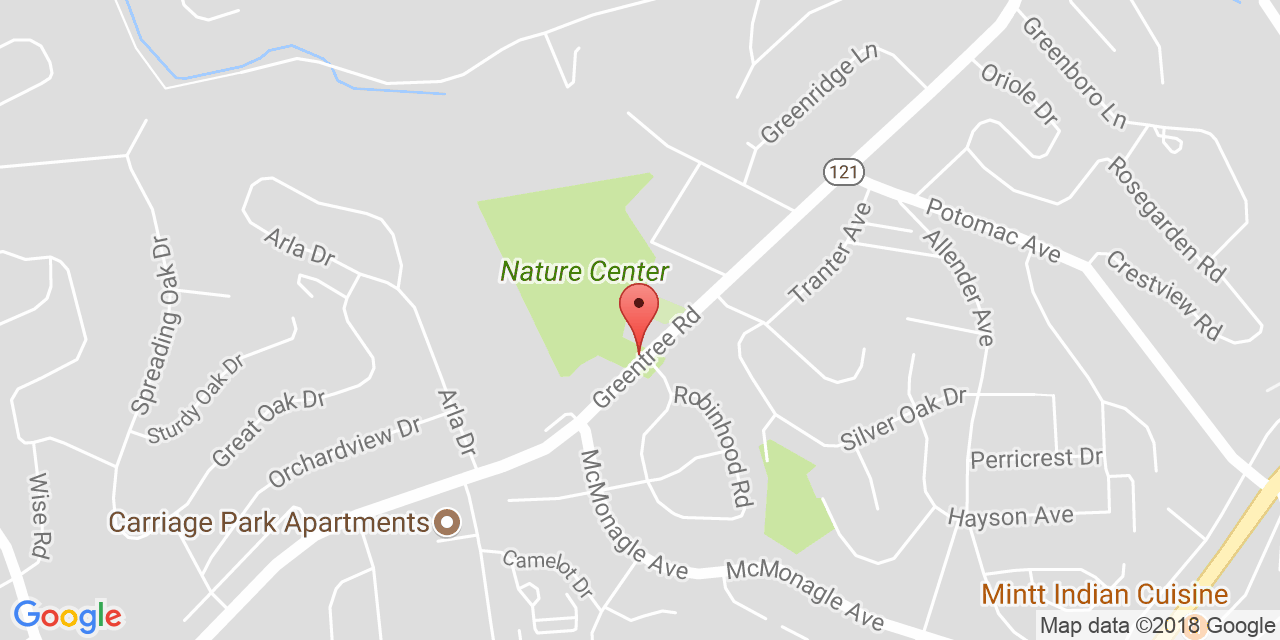 Greenridge Ln
Greenboro Ln
Oriole Dr
121
Rosegarden Rd
Potomac Ave
Tranter Ave
Allender Ave
Crestview Rd
Arla Dr
Spreading Oak Dr
Nature Center
Greentree Rd
Sturdy Oak Dr
Great Oak Dr
Orchardview Dr
Arla Dr
Robinhood Rd
Silver Oak Dr
Perricrest Dr
Wise Rd
Carriage Park Apartments
McMonagle Ave
Hayson Ave
Camelot Dr
McMonagle Ave
Mintt Indian Cuisine
Google
Map data ©2018 Google